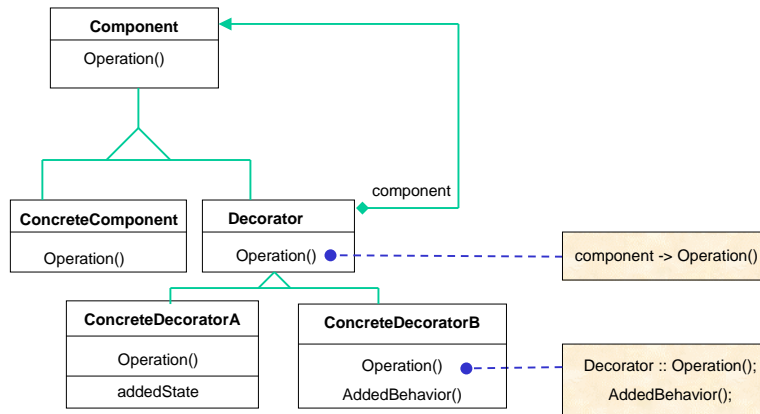 Component
Operation()
component
ConcreteComponent
Operation()
Decorator
Operation()
component -> Operation()
ConcreteDecoratorA
Operation()
addedState
ConcreteDecoratorB
Operation()
AddedBehavior()
Decorator :: Operation();
AddedBehavior();